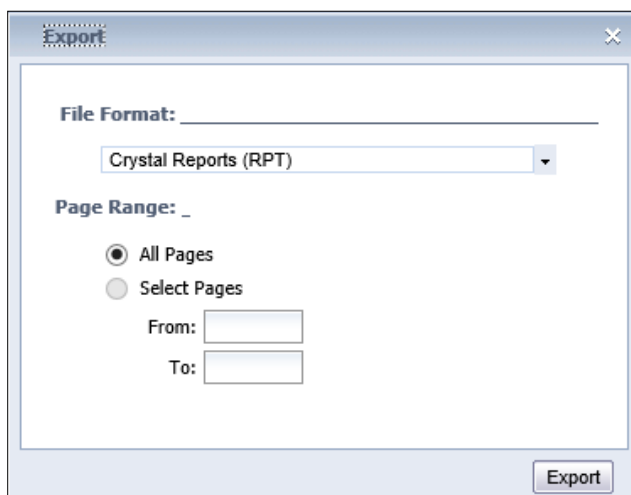 Export
File Format:
Crystal Reports (RPT)
Page Range: _
All Pages
Select Pages
From:
To:
Export